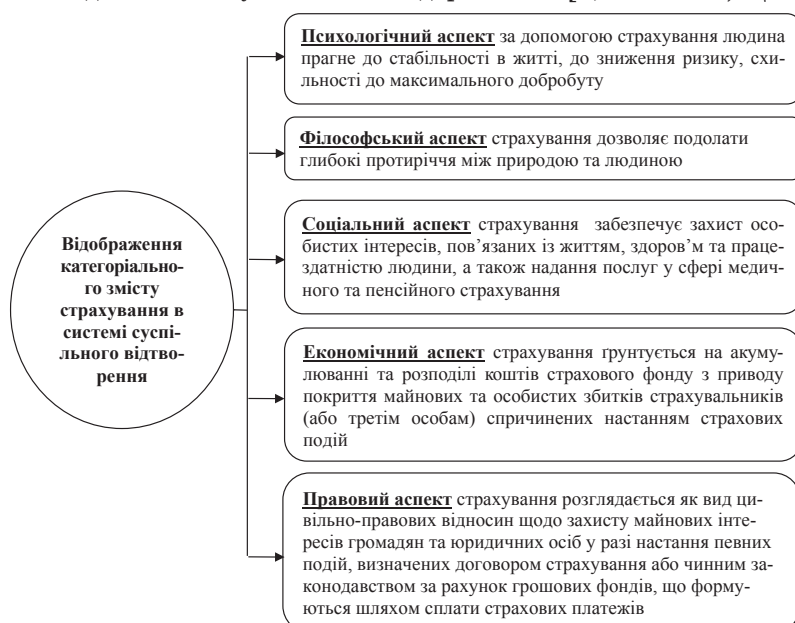 Психологічний аспект за допомогою страхування людина
прагне до стабільності в житті, до зниження ризику, схи-
льності до максимального добробуту
Філософський аспект страхування дозволяє подолати
глибокі протиріччя між природою та людиною
Відображення
категоріально-
го змісту
страхування в
системі суспі-
льного відтво-
рення
Соціальний аспект страхування забезпечує захист осо-
бистих інтересів, пов’язаних із життям, здоров’м та праце-
здатністю людини, а також надання послуг у сфері медич-
ного та пенсійного страхування
Економічний аспект страхування ґрунтується на акуму-
люванні та розподілі коштів страхового фонду з приводу
покриття майнових та особистих збитків страхувальників
(або третім особам) спричинених настанням страхових
подій
Правовий аспект страхування розглядається як вид ци-
вільно-правових відносин щодо захисту майнових інте-
ресів громадян та юридичних осіб у разі настання певних
подій, визначених договором страхування або чинним за-
конодавством за рахунок грошових фондів, що форму-
ються шляхом сплати страхових платежів